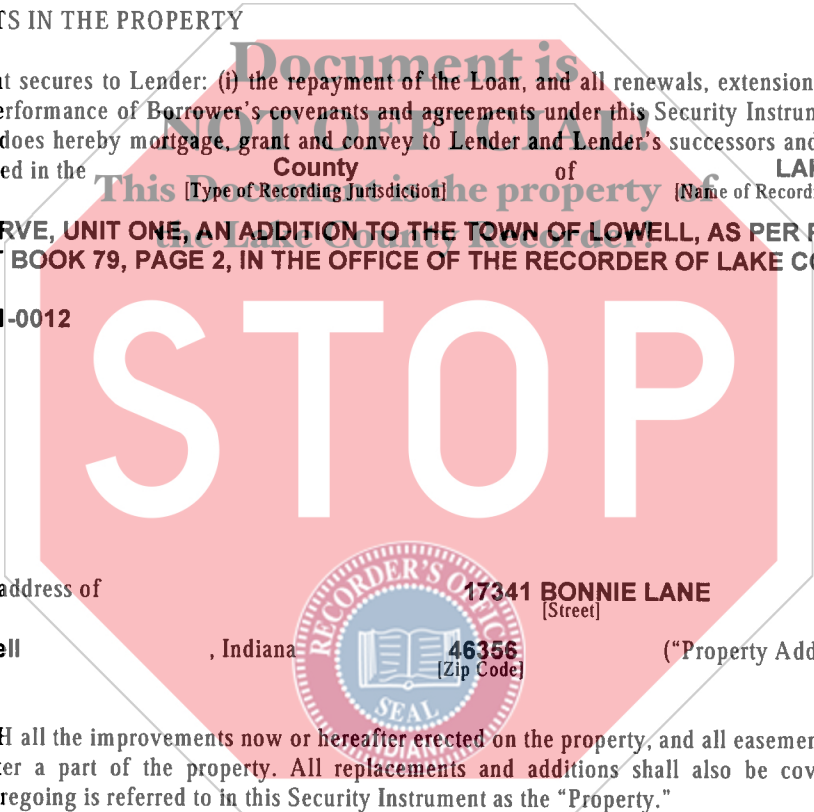 TS IN THE PROPERTY
Document is
nt secures to Lender: (i) the repayment of the Loan, and all renewals, extension
erformance of Borrower's covenants and agreements under this Security Instrum
NOT OFFICIAL!
does hereby mortgage, grant and convey to Lender and Lender's successors and
ed in the County of LAK
This Document is the property of
[Type of Recording Jurisdiction] [Name of Recordi
the Lake County Recorder!
RVE, UNIT ONE, AN ADDITION TO THE TOWN OF LOWELL, AS PER P
T BOOK 79, PAGE 2, IN THE OFFICE OF THE RECORDER OF LAKE CO
1-0012
STOP
address of 17341 BONNIE LANE
[Street]
ell , Indiana 46356 ("Property Add
[Zip Code]
RECORDER'S OFFICE
SEAL
INDIANA
H all the improvements now or hereafter erected on the property, and all easemen
ter a part of the property. All replacements and additions shall also be cov
regoing is referred to in this Security Instrument as the "Property."